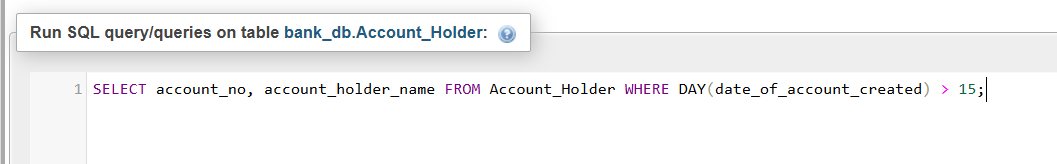 Run SQL query/queries on table bank_db.Account_Holder:
1 SELECT account_no, account_holder_name FROM Account_Holder WHERE DAY(date_of_account_created) > 15;